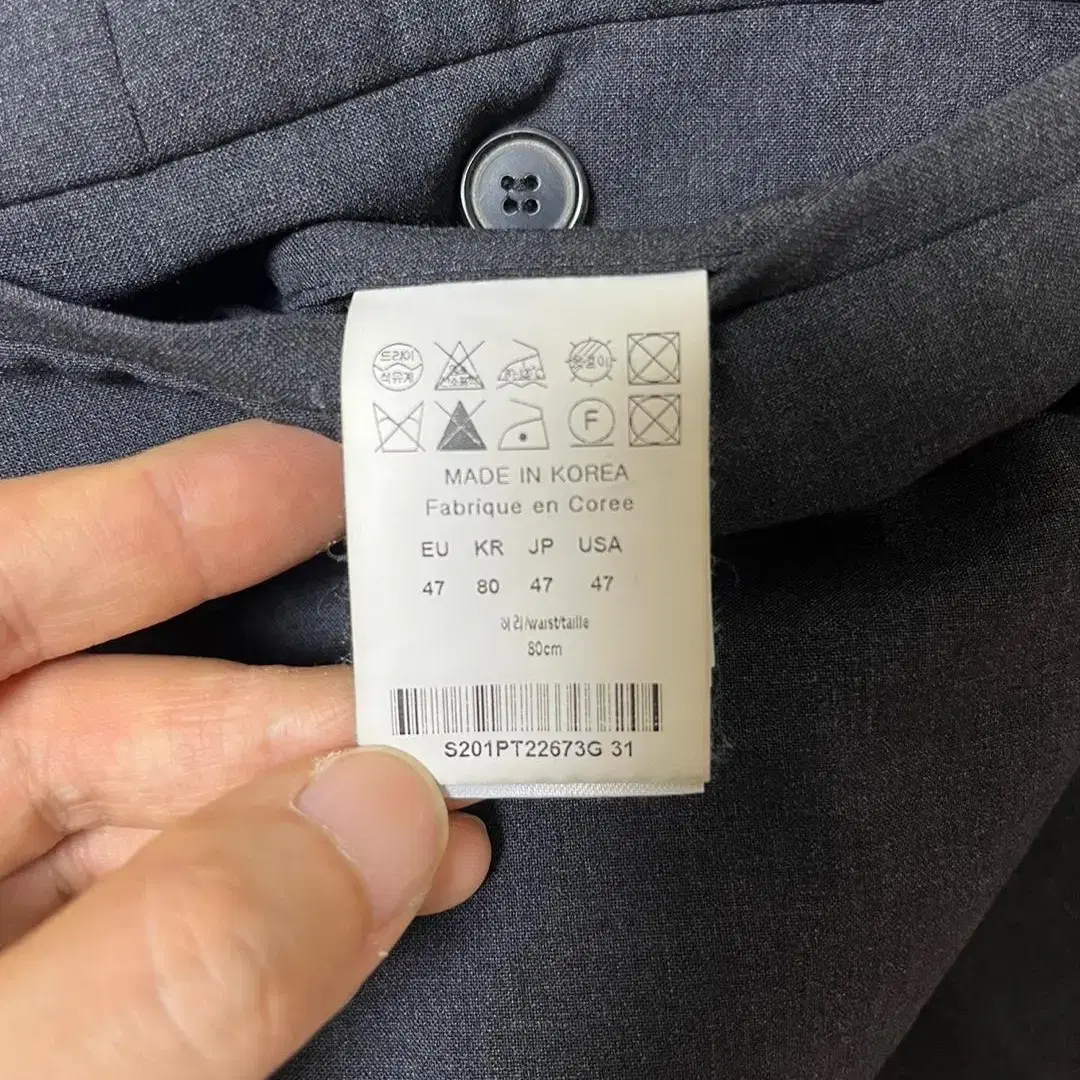 드라이
석유계
MADE IN KOREA
Fabrique en Coree
F
EU KR JP USA
47 80 47 47
허리/waist/taille
80cm
S201PT22673G 31